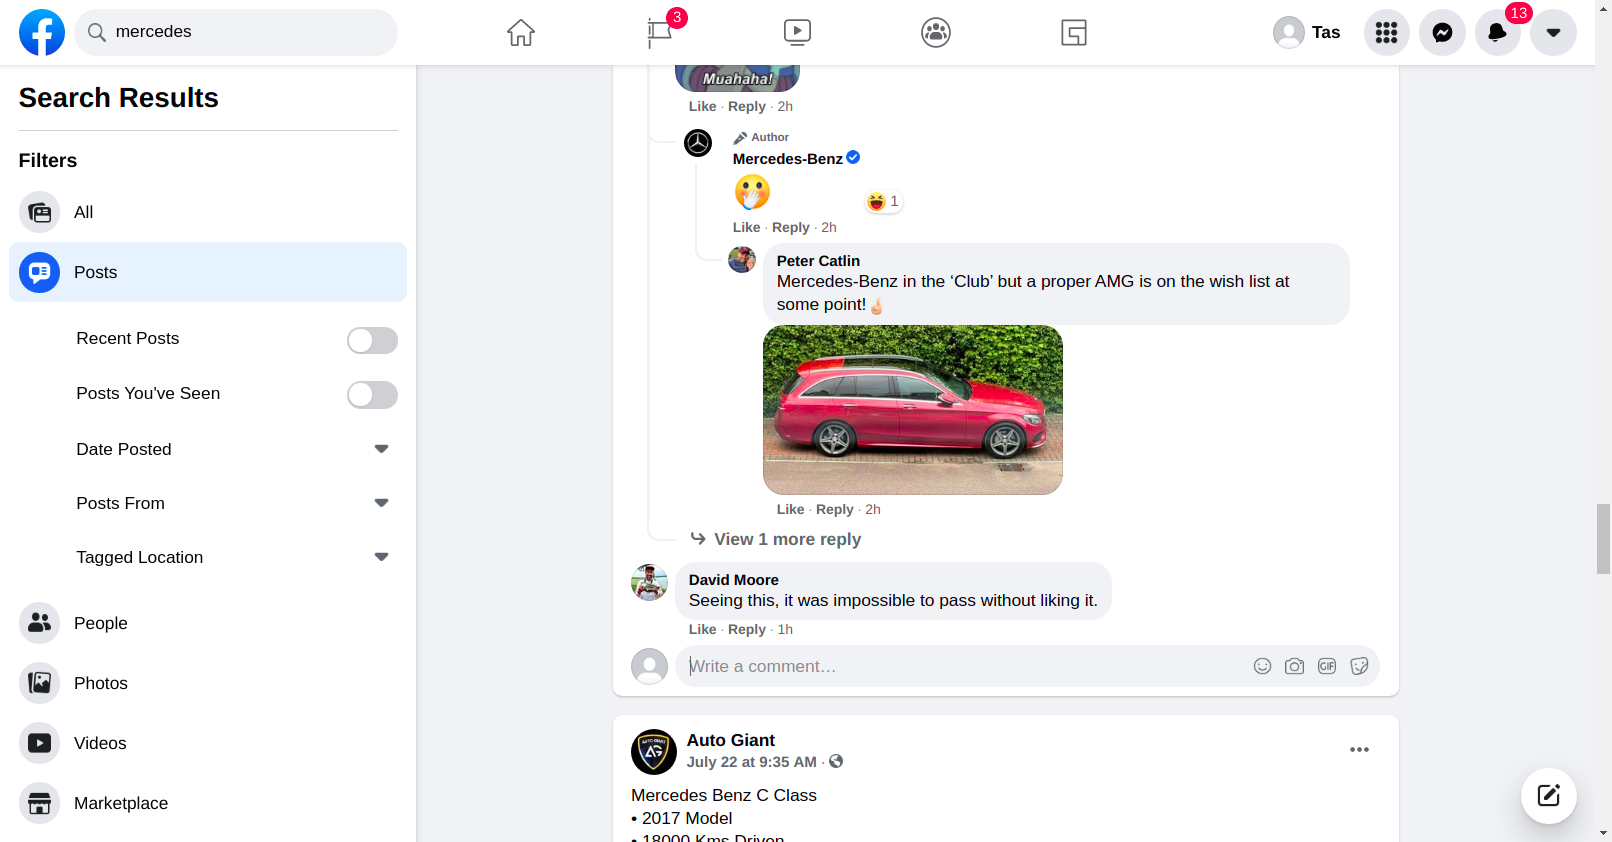 mercedes
3
Tas
13
Search Results
Filters
All
Posts
Recent Posts
Posts You've Seen
Date Posted
Posts From
Tagged Location
People
Photos
Videos
Marketplace
Muahaha!
Like · Reply · 2h
Author
Mercedes-Benz
1
Like · Reply · 2h
Peter Catlin
Mercedes-Benz in the ‘Club’ but a proper AMG is on the wish list at
some point!🤞🏻
Like · Reply · 2h
View 1 more reply
David Moore
Seeing this, it was impossible to pass without liking it.
Like · Reply · 1h
Write a comment…
GIF
AUTO GIANT
AG
Auto Giant
July 22 at 9:35 AM ·
Mercedes Benz C Class
• 2017 Model
• 18000 Kms Driven